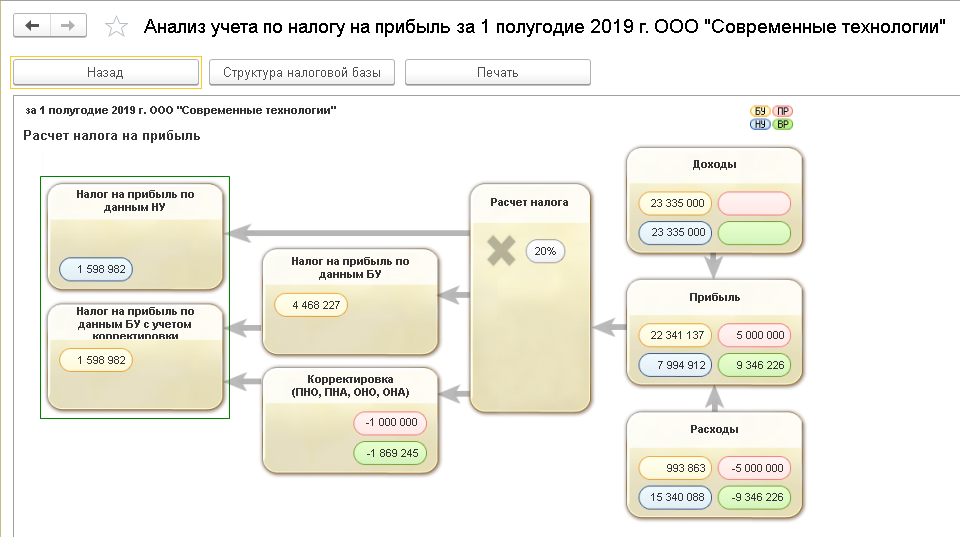 Анализ учета по налогу на прибыль за 1 полугодие 2019 г. ООО "Современные технологии"
Назад
Структура налоговой базы
Печать
за 1 полугодие 2019 г. ООО "Современные технологии"
БУ ПР
НУ ВР
Расчет налога на прибыль
Налог на прибыль по
данным НУ
1 598 982
Налог на прибыль по
данным БУ с учетом
корректировки
1 598 982
Налог на прибыль по
данным БУ
4 468 227
Корректировка
(ПНО, ПНА, ОНО, ОНА)
-1 000 000
-1 869 245
Расчет налога
20%
Доходы
23 335 000
23 335 000
Прибыль
22 341 137 5 000 000
7 994 912 9 346 226
Расходы
993 863 -5 000 000
15 340 088 -9 346 226